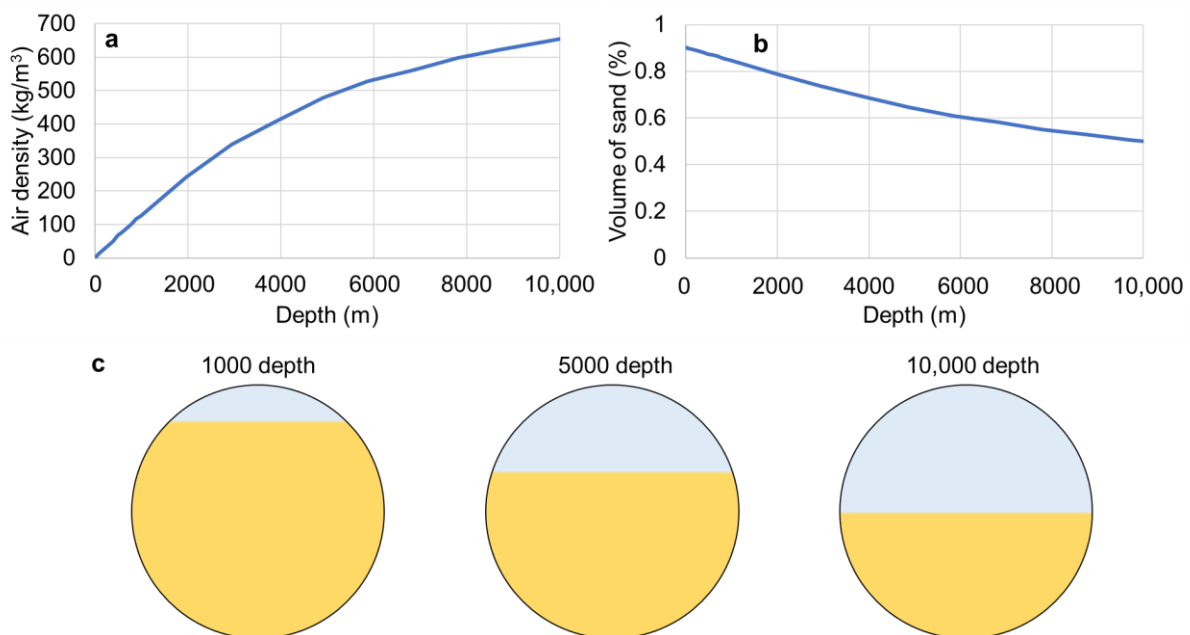 a
Air density (kg/m³)
700
600
500
400
300
200
100
0
0 2000 4000 6000 8000 10,000
Depth (m)
b
Volume of sand (%)
1
0.8
0.6
0.4
0.2
0
0 2000 4000 6000 8000 10,000
Depth (m)
c
1000 depth
5000 depth
10,000 depth